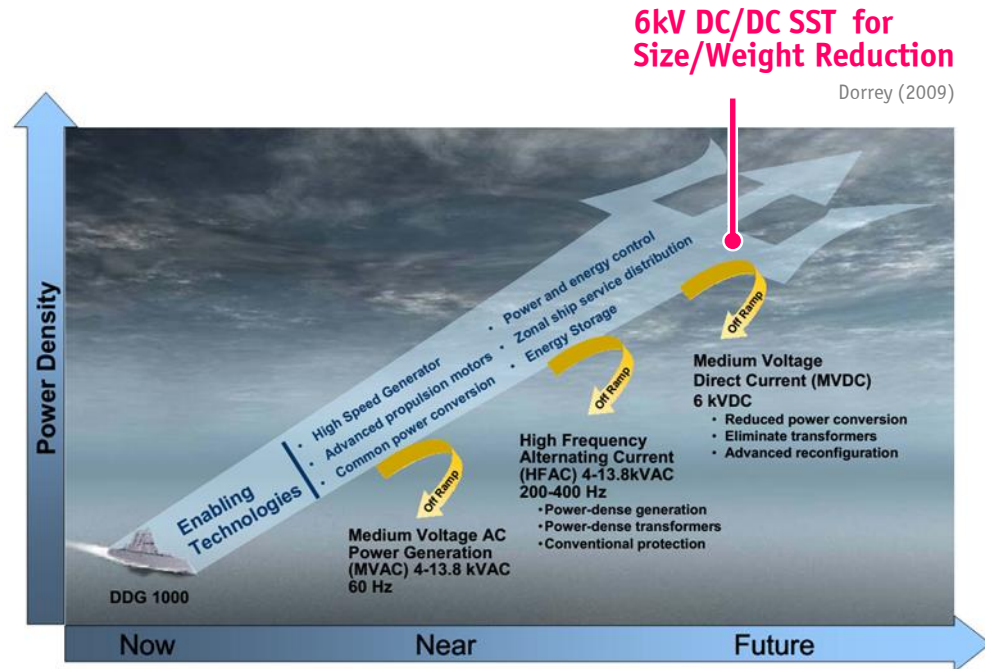 6kV DC/DC SST for
Size/Weight Reduction
Dorrey (2009)
Power Density
• Power and energy control
• Zonal ship service distribution
• Energy Storage
• High Speed Generator
• Advanced propulsion motors
• Common power conversion
Enabling
Technologies
DDG 1000
Off Ramp
Medium Voltage AC
Power Generation
(MVAC) 4-13.8 kVAC
60 Hz
Off Ramp
High Frequency
Alternating Current
(HFAC) 4-13.8kVAC
200-400 Hz
•Power-dense generation
•Power-dense transformers
•Conventional protection
Off Ramp
Medium Voltage
Direct Current (MVDC)
6 kVDC
• Reduced power conversion
• Eliminate transformers
• Advanced reconfiguration
Now
Near
Future